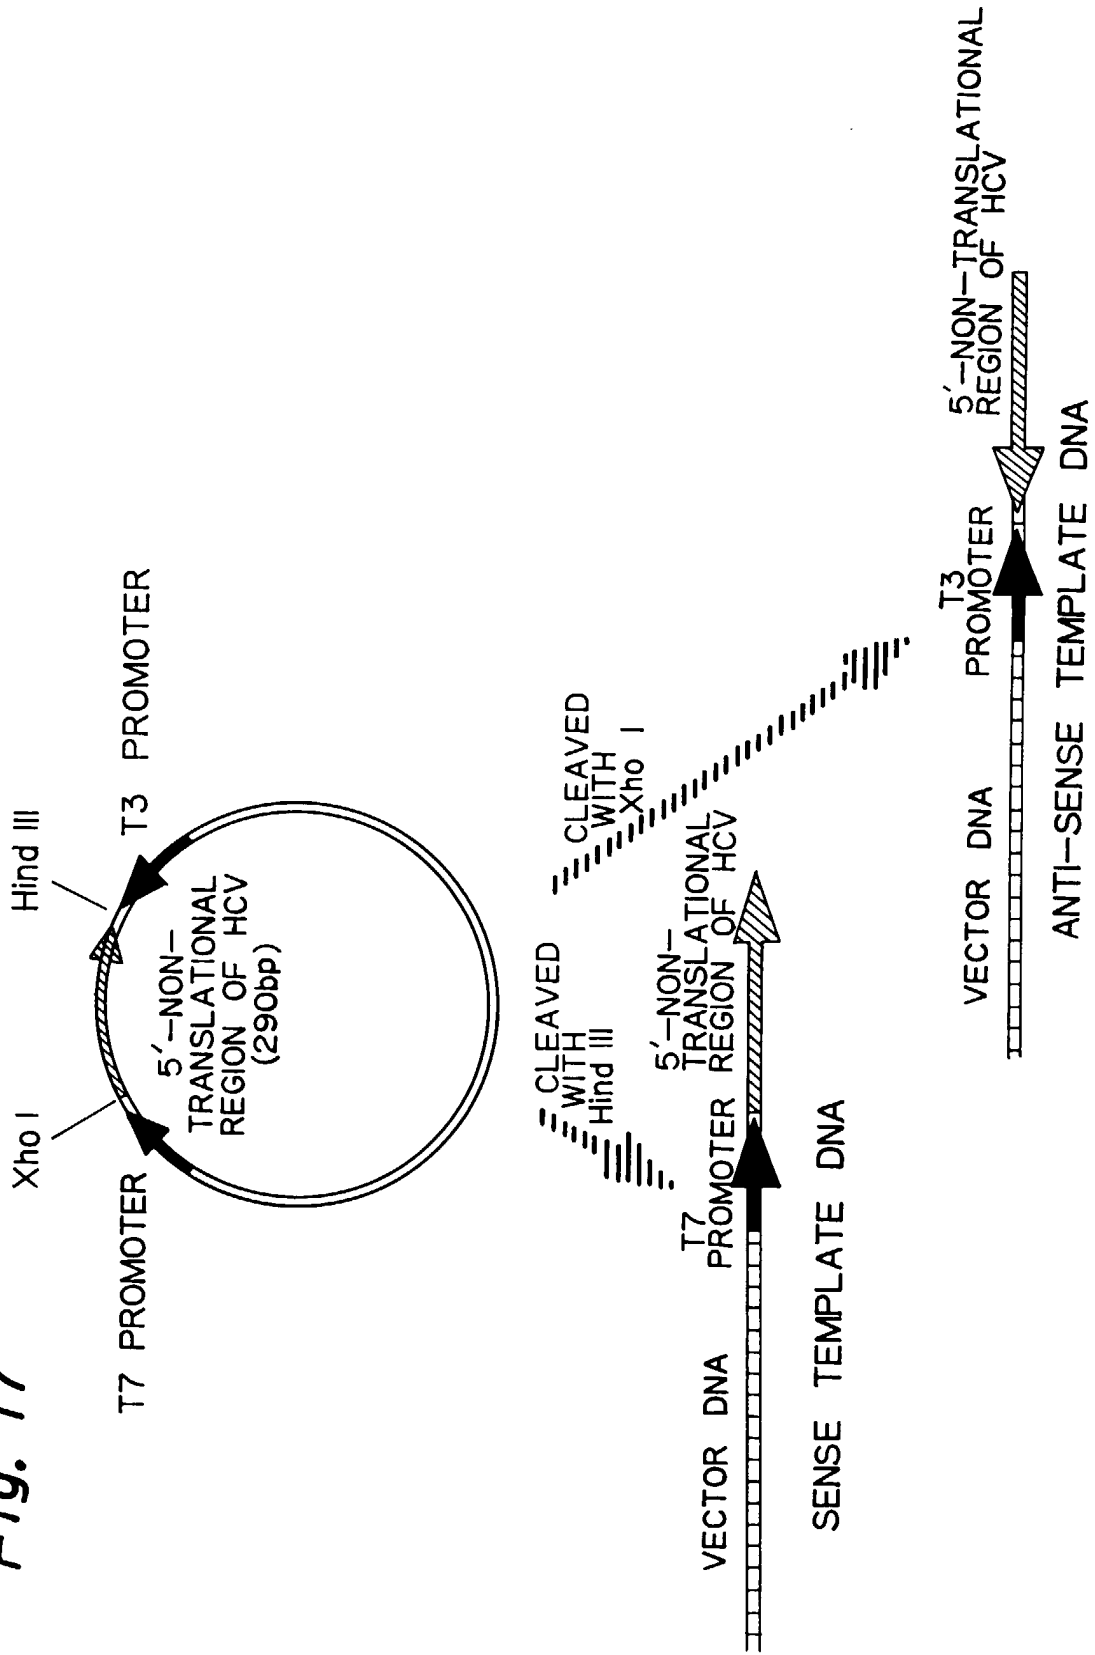 Fig. 17
Xho I
Hind III
T7 PROMOTER
T3 PROMOTER
5′–NON–
TRANSLATIONAL
REGION OF HCV
(290bp)
CLEAVED
WITH
Hind III
CLEAVED
WITH
Xho I
5′–NON–
TRANSLATIONAL
REGION OF HCV
T7
PROMOTER
VECTOR DNA
SENSE TEMPLATE DNA
5′–NON–TRANSLATIONAL
REGION OF HCV
T3
PROMOTER
VECTOR DNA
ANTI–SENSE TEMPLATE DNA